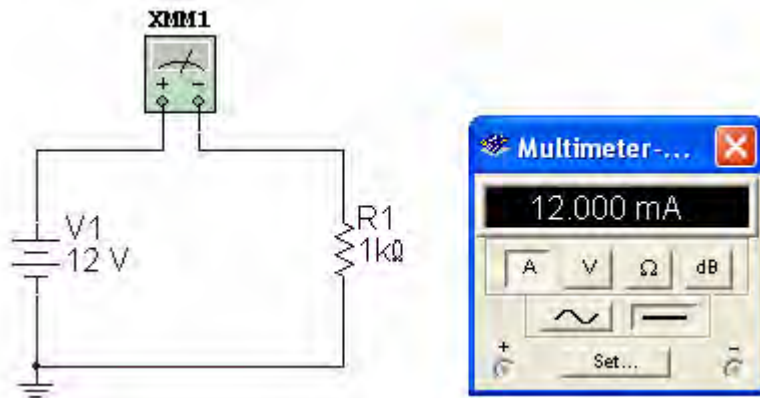 XMM1
+ −
V1
12 V
R1
1kΩ
Multimeter-...
12.000 mA
A V Ω dB
+ −
Set...